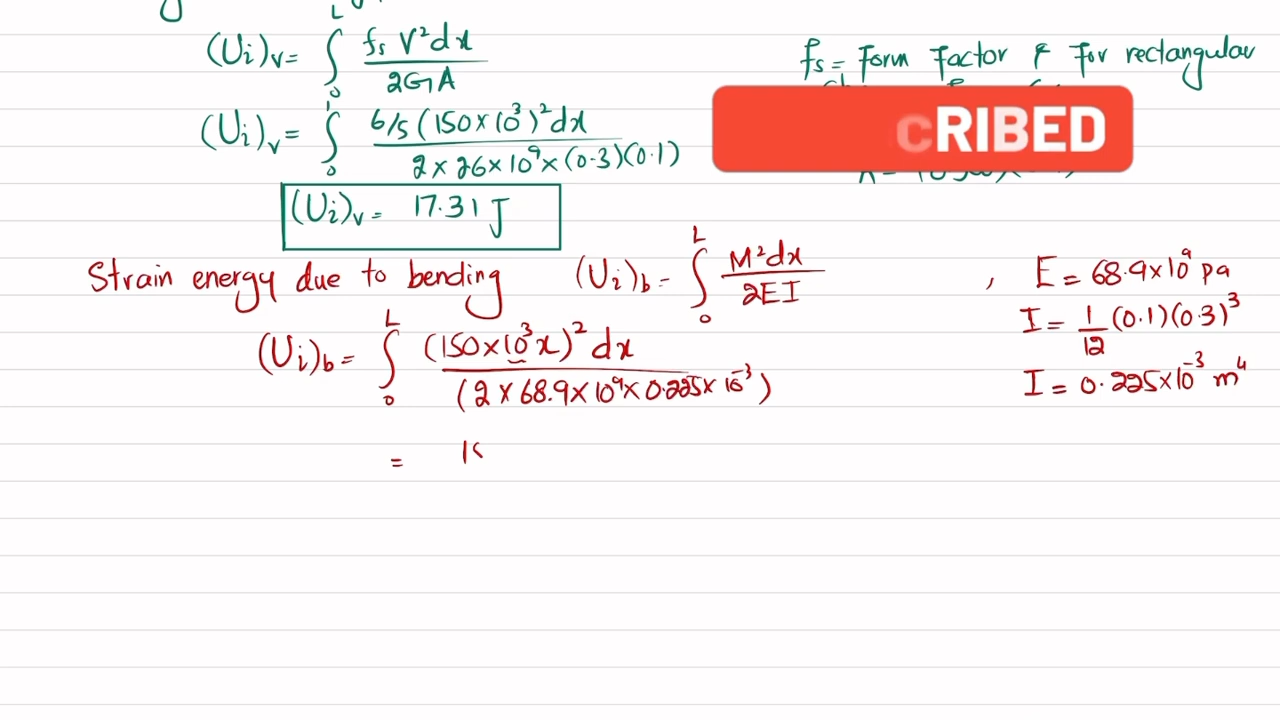 (Ui)v = ∫₀ᴸ fs V²dx / 2GA
fs = Form Factor & for rectangular
(Ui)v = ∫₀¹ 6/5 (150×10³)² dx / 2×26×10⁹×(0.3)(0.1)
CRIBED
(Ui)v = 17.31 J
Strain energy due to bending (Ui)b = ∫₀ᴸ M²dx / 2EI , E = 68.9×10⁹ pa
I = 1/12 (0.1)(0.3)³
(Ui)b = ∫₀ᴸ (150×10³x)² dx / (2×68.9×10⁹×0.225×10⁻³)
I = 0.225×10⁻³ m⁴
=